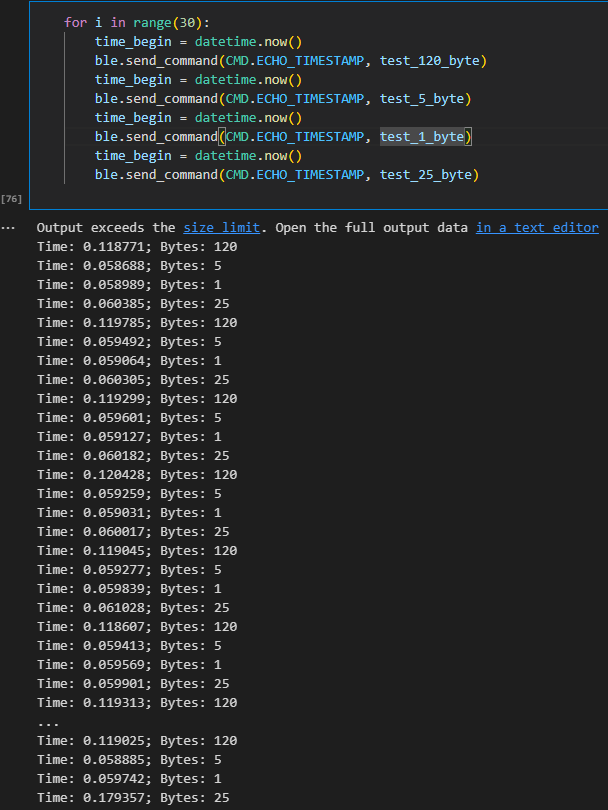 for i in range(30):
    time_begin = datetime.now()
    ble.send_command(CMD.ECHO_TIMESTAMP, test_120_byte)
    time_begin = datetime.now()
    ble.send_command(CMD.ECHO_TIMESTAMP, test_5_byte)
    time_begin = datetime.now()
    ble.send_command(CMD.ECHO_TIMESTAMP, test_1_byte)
    time_begin = datetime.now()
    ble.send_command(CMD.ECHO_TIMESTAMP, test_25_byte)
[76]
... Output exceeds the size limit. Open the full output data in a text editor
Time: 0.118771; Bytes: 120
Time: 0.058688; Bytes: 5
Time: 0.058989; Bytes: 1
Time: 0.060385; Bytes: 25
Time: 0.119785; Bytes: 120
Time: 0.059492; Bytes: 5
Time: 0.059064; Bytes: 1
Time: 0.060305; Bytes: 25
Time: 0.119299; Bytes: 120
Time: 0.059601; Bytes: 5
Time: 0.059127; Bytes: 1
Time: 0.060182; Bytes: 25
Time: 0.120428; Bytes: 120
Time: 0.059259; Bytes: 5
Time: 0.059031; Bytes: 1
Time: 0.060017; Bytes: 25
Time: 0.119045; Bytes: 120
Time: 0.059277; Bytes: 5
Time: 0.059839; Bytes: 1
Time: 0.061028; Bytes: 25
Time: 0.118607; Bytes: 120
Time: 0.059413; Bytes: 5
Time: 0.059569; Bytes: 1
Time: 0.059901; Bytes: 25
Time: 0.119313; Bytes: 120
...
Time: 0.119025; Bytes: 120
Time: 0.058885; Bytes: 5
Time: 0.059742; Bytes: 1
Time: 0.179357; Bytes: 25